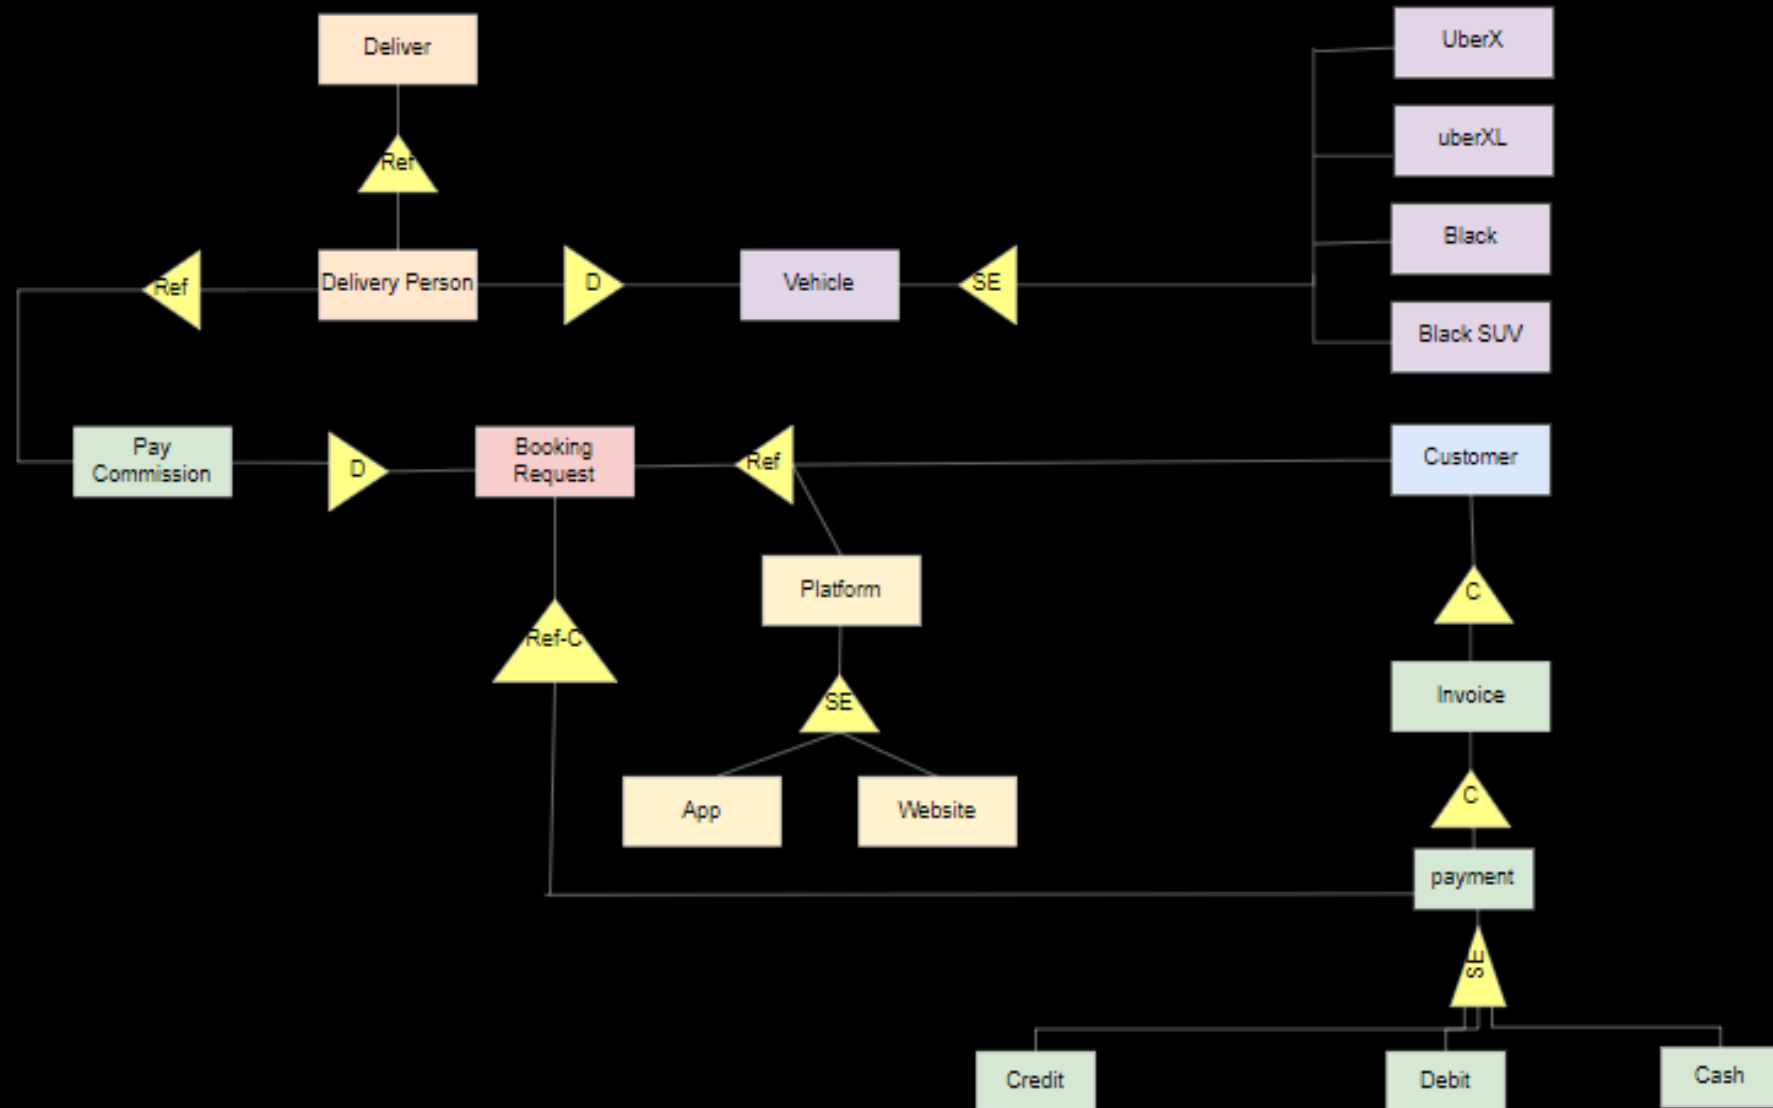 Deliver
UberX
uberXL
Ref
Black
Ref
Delivery Person
D
Vehicle
SE
Black SUV
Pay
Commission
D
Booking
Request
Ref
Customer
Platform
C
Ref-C
SE
Invoice
App
Website
C
payment
SE
Credit
Debit
Cash